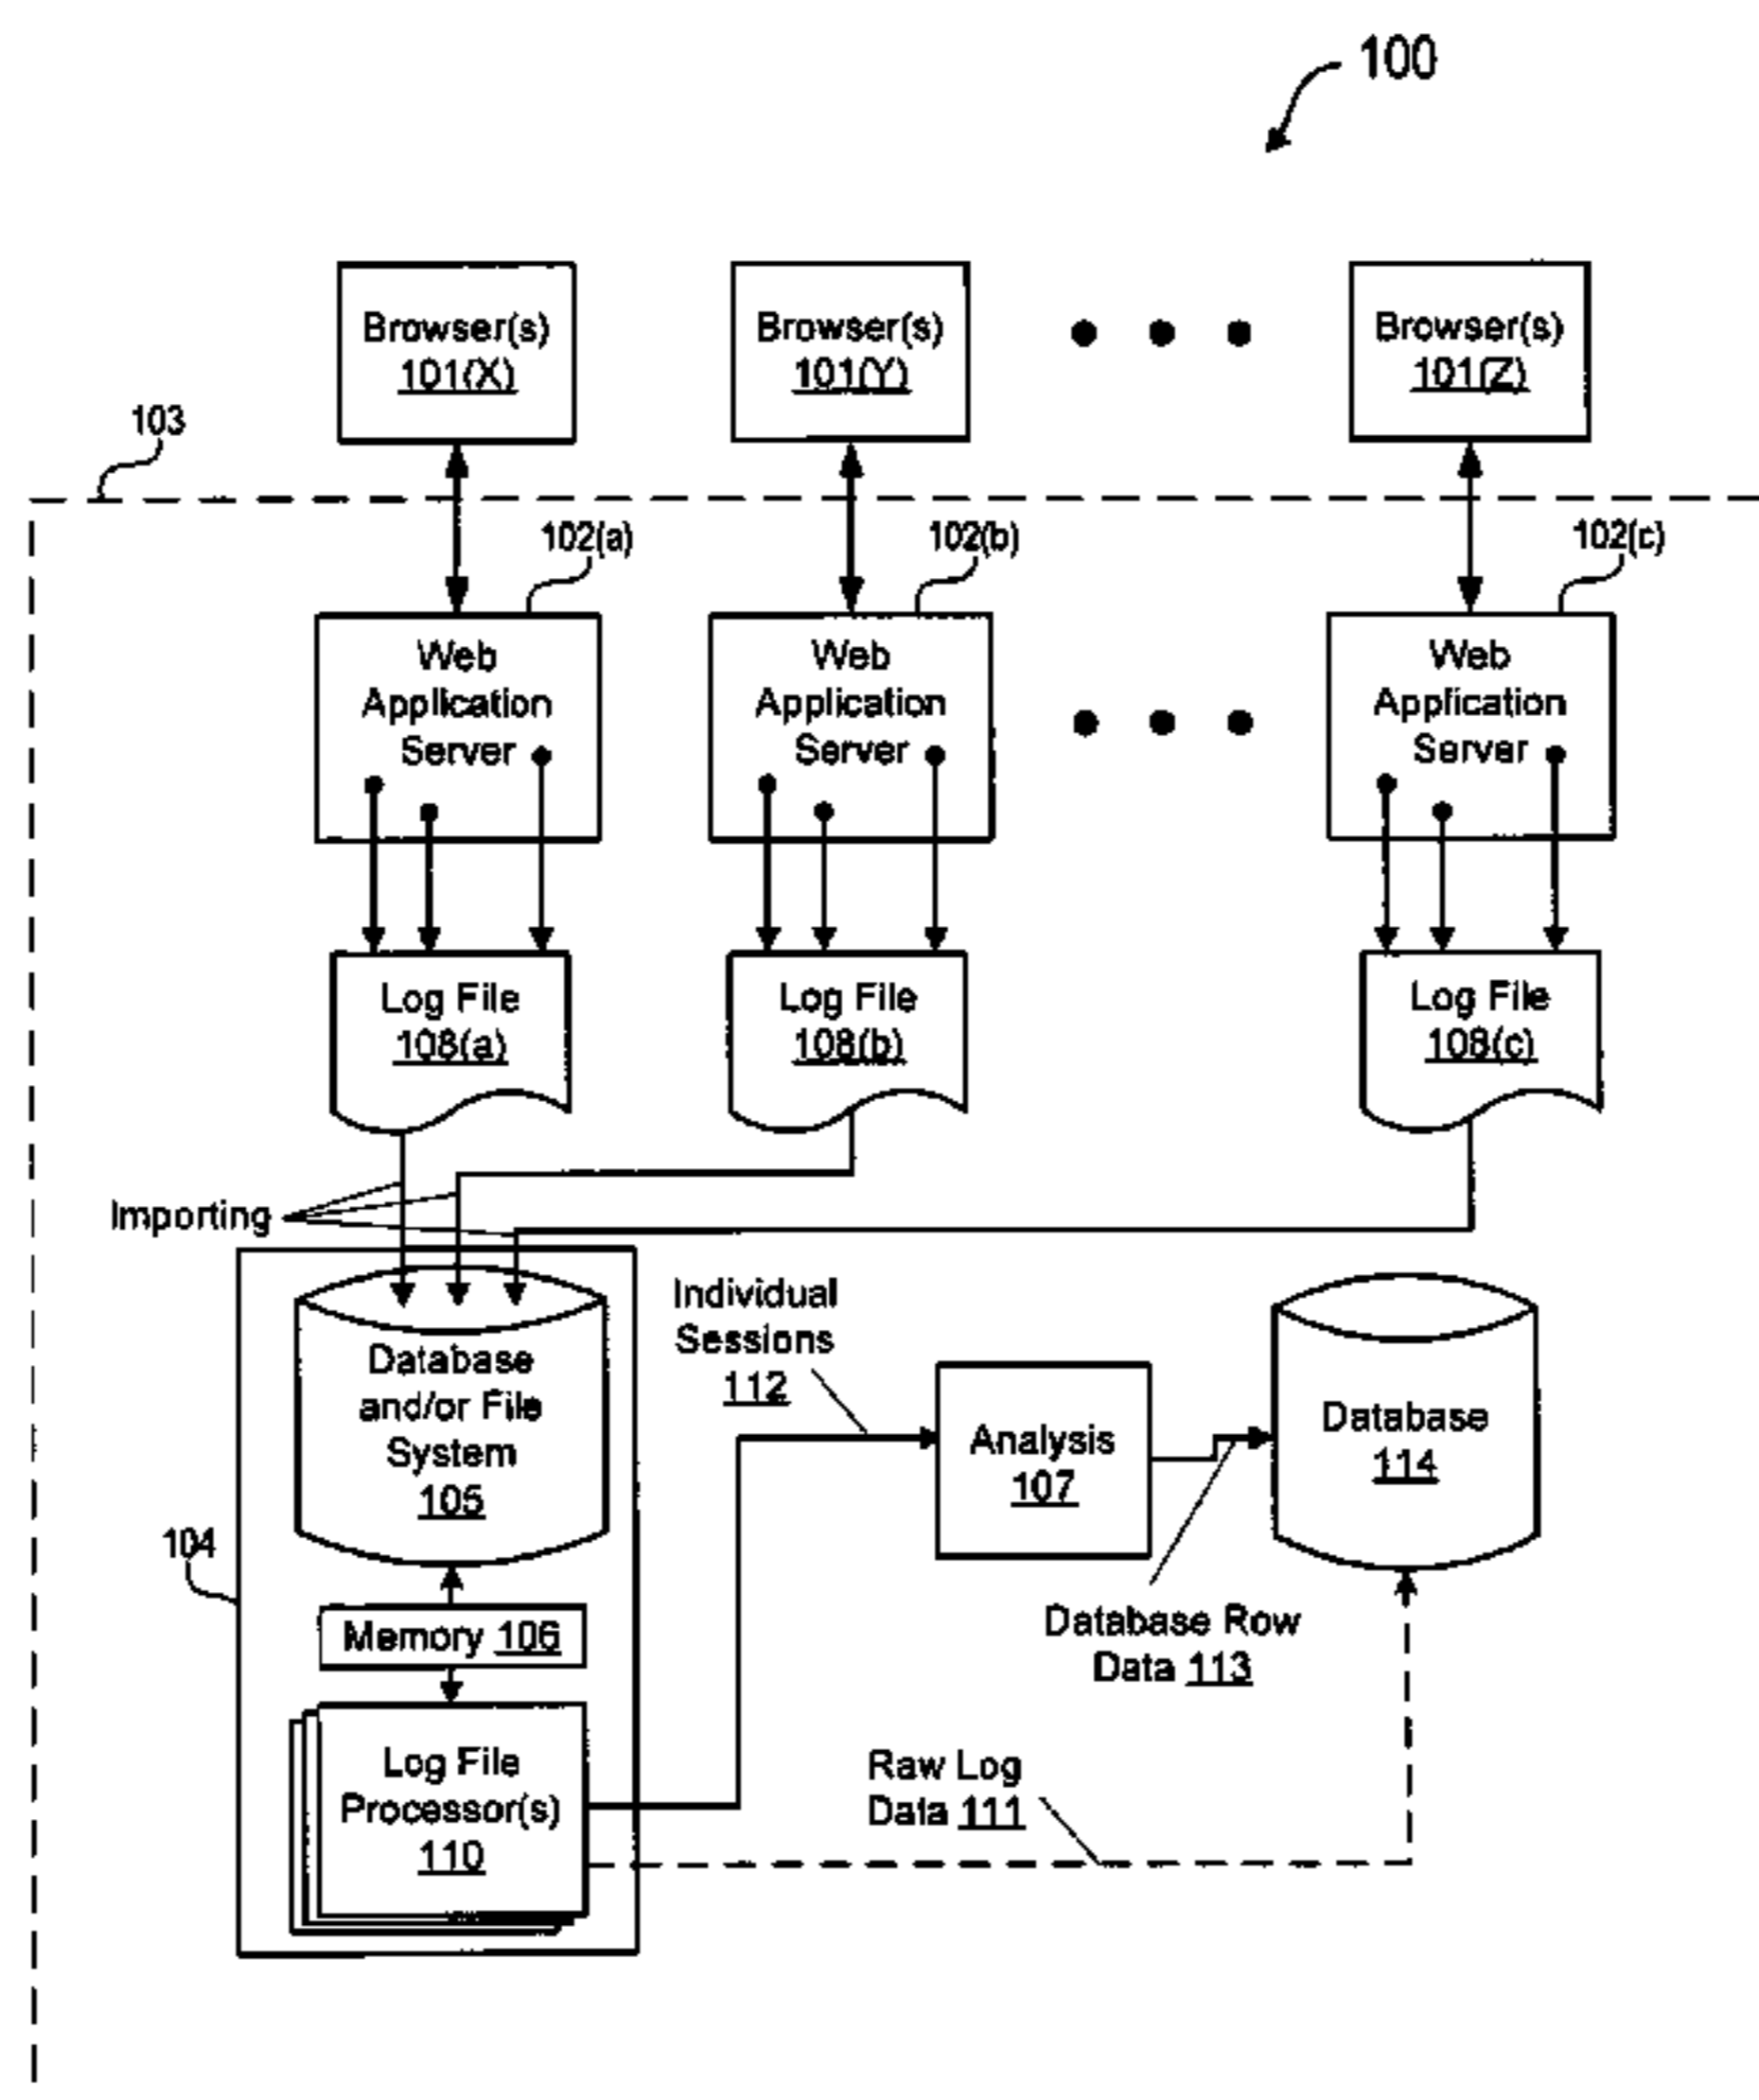 100
Browser(s)
101(X)
Browser(s)
101(Y)
Browser(s)
101(Z)
103
102(a)
102(b)
102(c)
Web
Application
Server
Web
Application
Server
Web
Application
Server
Log File
108(a)
Log File
108(b)
Log File
108(c)
Importing
Database
and/or File
System
105
Individual
Sessions
112
Analysis
107
Database
114
104
Memory 106
Database Row
Data 113
Log File
Processor(s)
110
Raw Log
Data 111